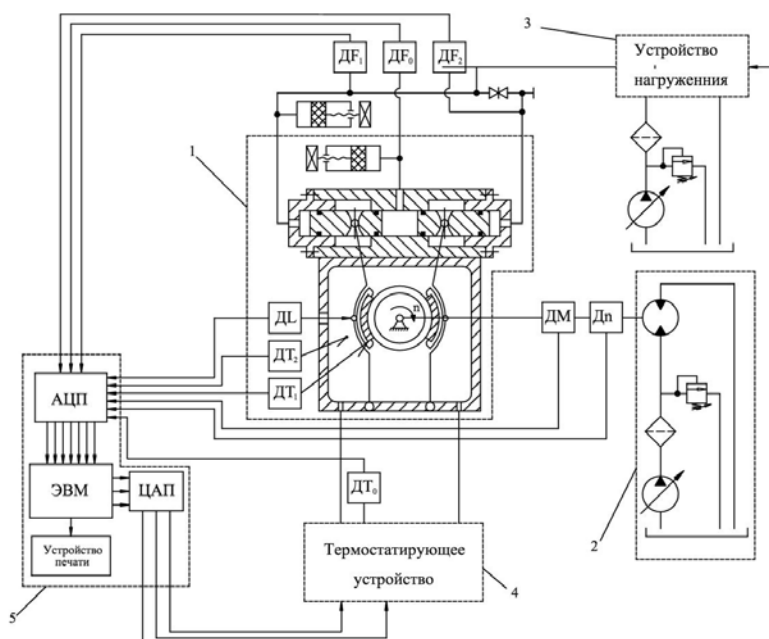 ДF₁
ДF₀
ДF₂
3
Устройство
нагруженния
1
n
ДL
ДМ
Дn
ДТ₂
ДТ₁
АЦП
ДТ₀
ЭВМ
ЦАП
2
Устройство
печати
Термостатирующее
устройство
4
5